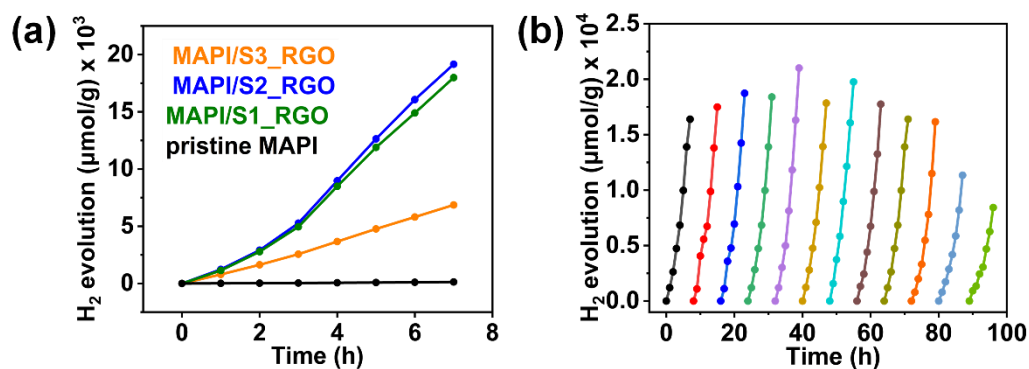 (a)
H₂ evolution (μmol/g) x 10³
20
15
10
5
0
MAPI/S3_RGO
MAPI/S2_RGO
MAPI/S1_RGO
pristine MAPI
0 2 4 6 8
Time (h)
(b)
H₂ evolution (μmol/g) x 10⁴
2.5
2.0
1.5
1.0
0.5
0.0
0 20 40 60 80 100
Time (h)